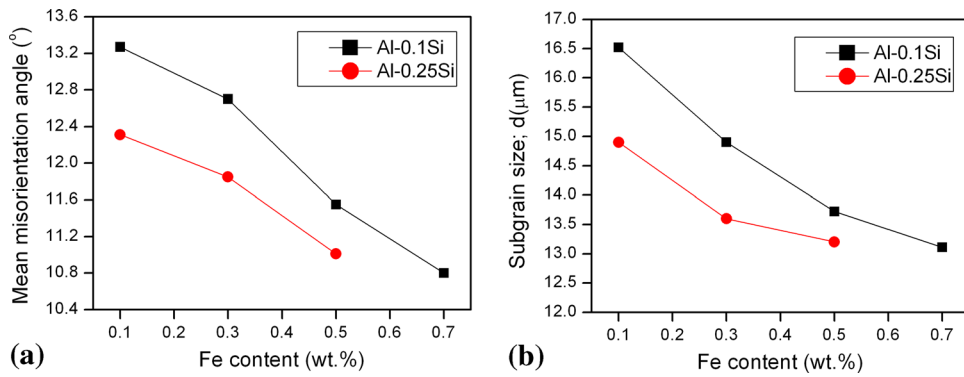 13.6
13.2
12.8
12.4
12.0
11.6
11.2
10.8
10.4
Mean misorientation angle (°)
Al-0.1Si
Al-0.25Si
0.1 0.2 0.3 0.4 0.5 0.6 0.7
Fe content (wt.%)
(a)
17.0
16.5
16.0
15.5
15.0
14.5
14.0
13.5
13.0
12.5
12.0
Subgrain size; d(μm)
Al-0.1Si
Al-0.25Si
0.1 0.2 0.3 0.4 0.5 0.6 0.7
Fe content (wt.%)
(b)